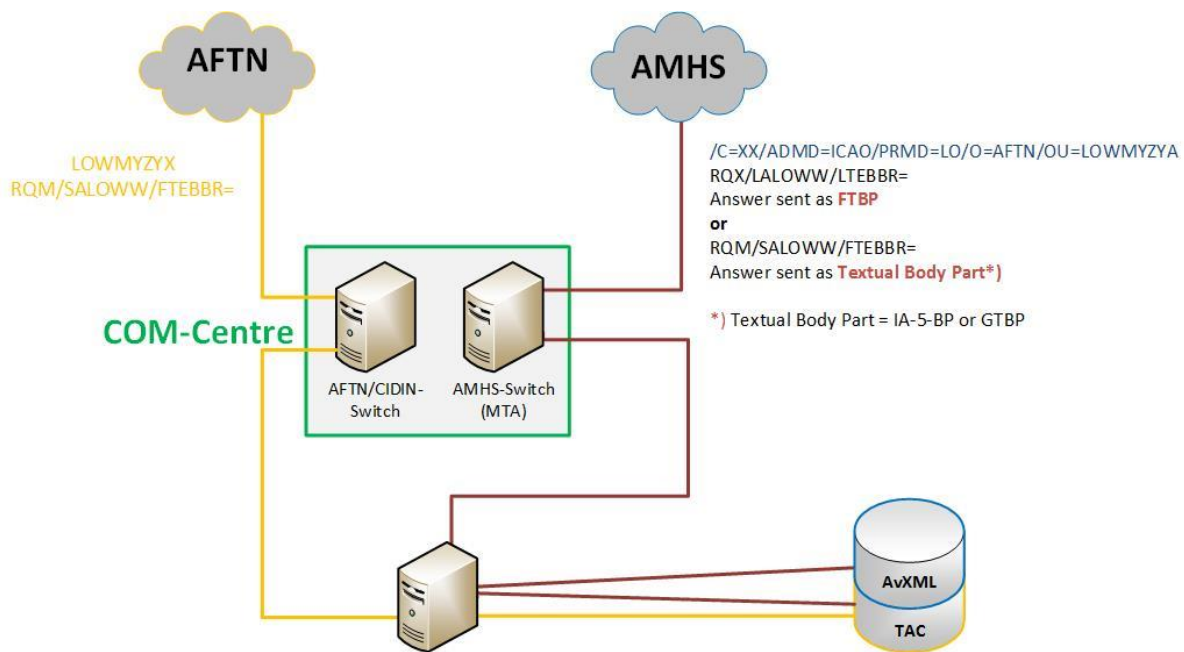 AFTN
AMHS
LOWMYZYX
RQM/SALOWW/FTEBBR=
/C=XX/ADMD=ICAO/PRMD=LO/O=AFTN/OU=LOWMYZYA
RQX/LALOWW/LTEBBR=
Answer sent as FTBP
or
RQM/SALOWW/FTEBBR=
Answer sent as Textual Body Part*)
*) Textual Body Part = IA-5-BP or GTBP
COM-Centre
AFTN/CIDIN-
Switch
AMHS-Switch
(MTA)
AvXML
TAC